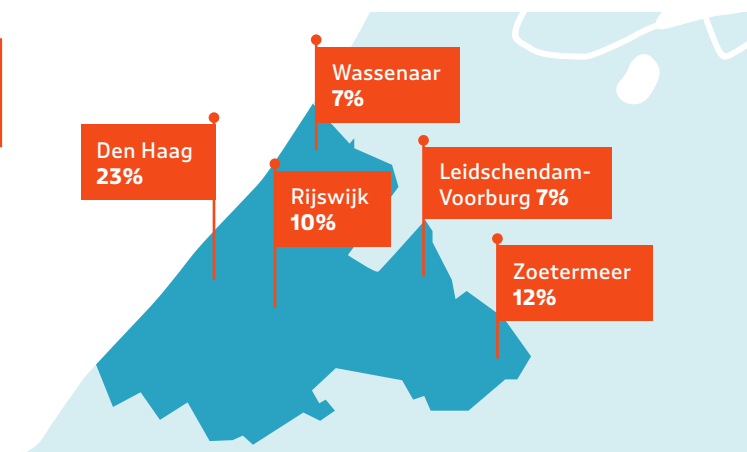 Wassenaar
7%
Den Haag
23%
Leidschendam-
Voorburg 7%
Rijswijk
10%
Zoetermeer
12%